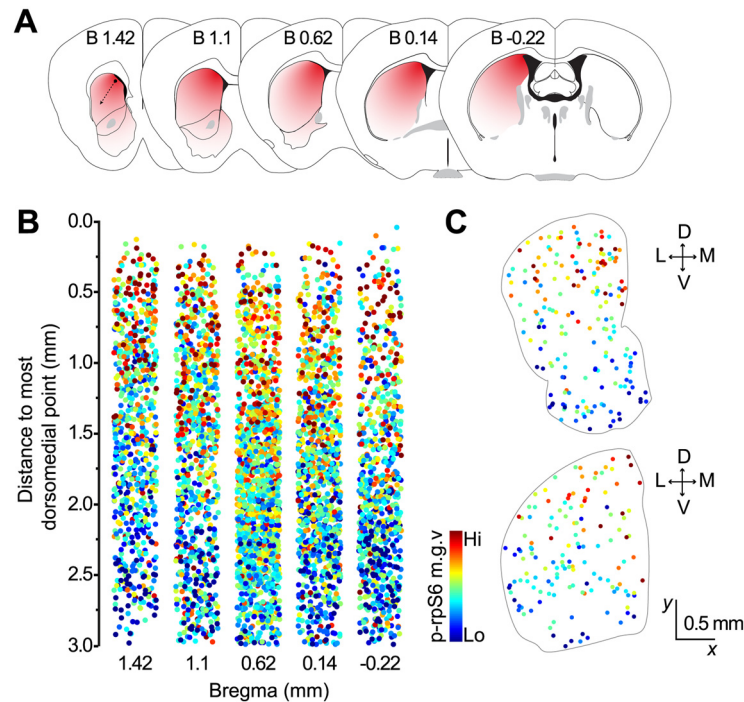 A
B 1.42
B 1.1
B 0.62
B 0.14
B -0.22
B
0.0
0.5
1.0
1.5
2.0
2.5
3.0
Distance to most
dorsomedial point (mm)
1.42
1.1
0.62
0.14
-0.22
Bregma (mm)
p-rpS6 m.g.v
Hi
Lo
C
D
L M
V
D
L M
V
y
0.5 mm
x